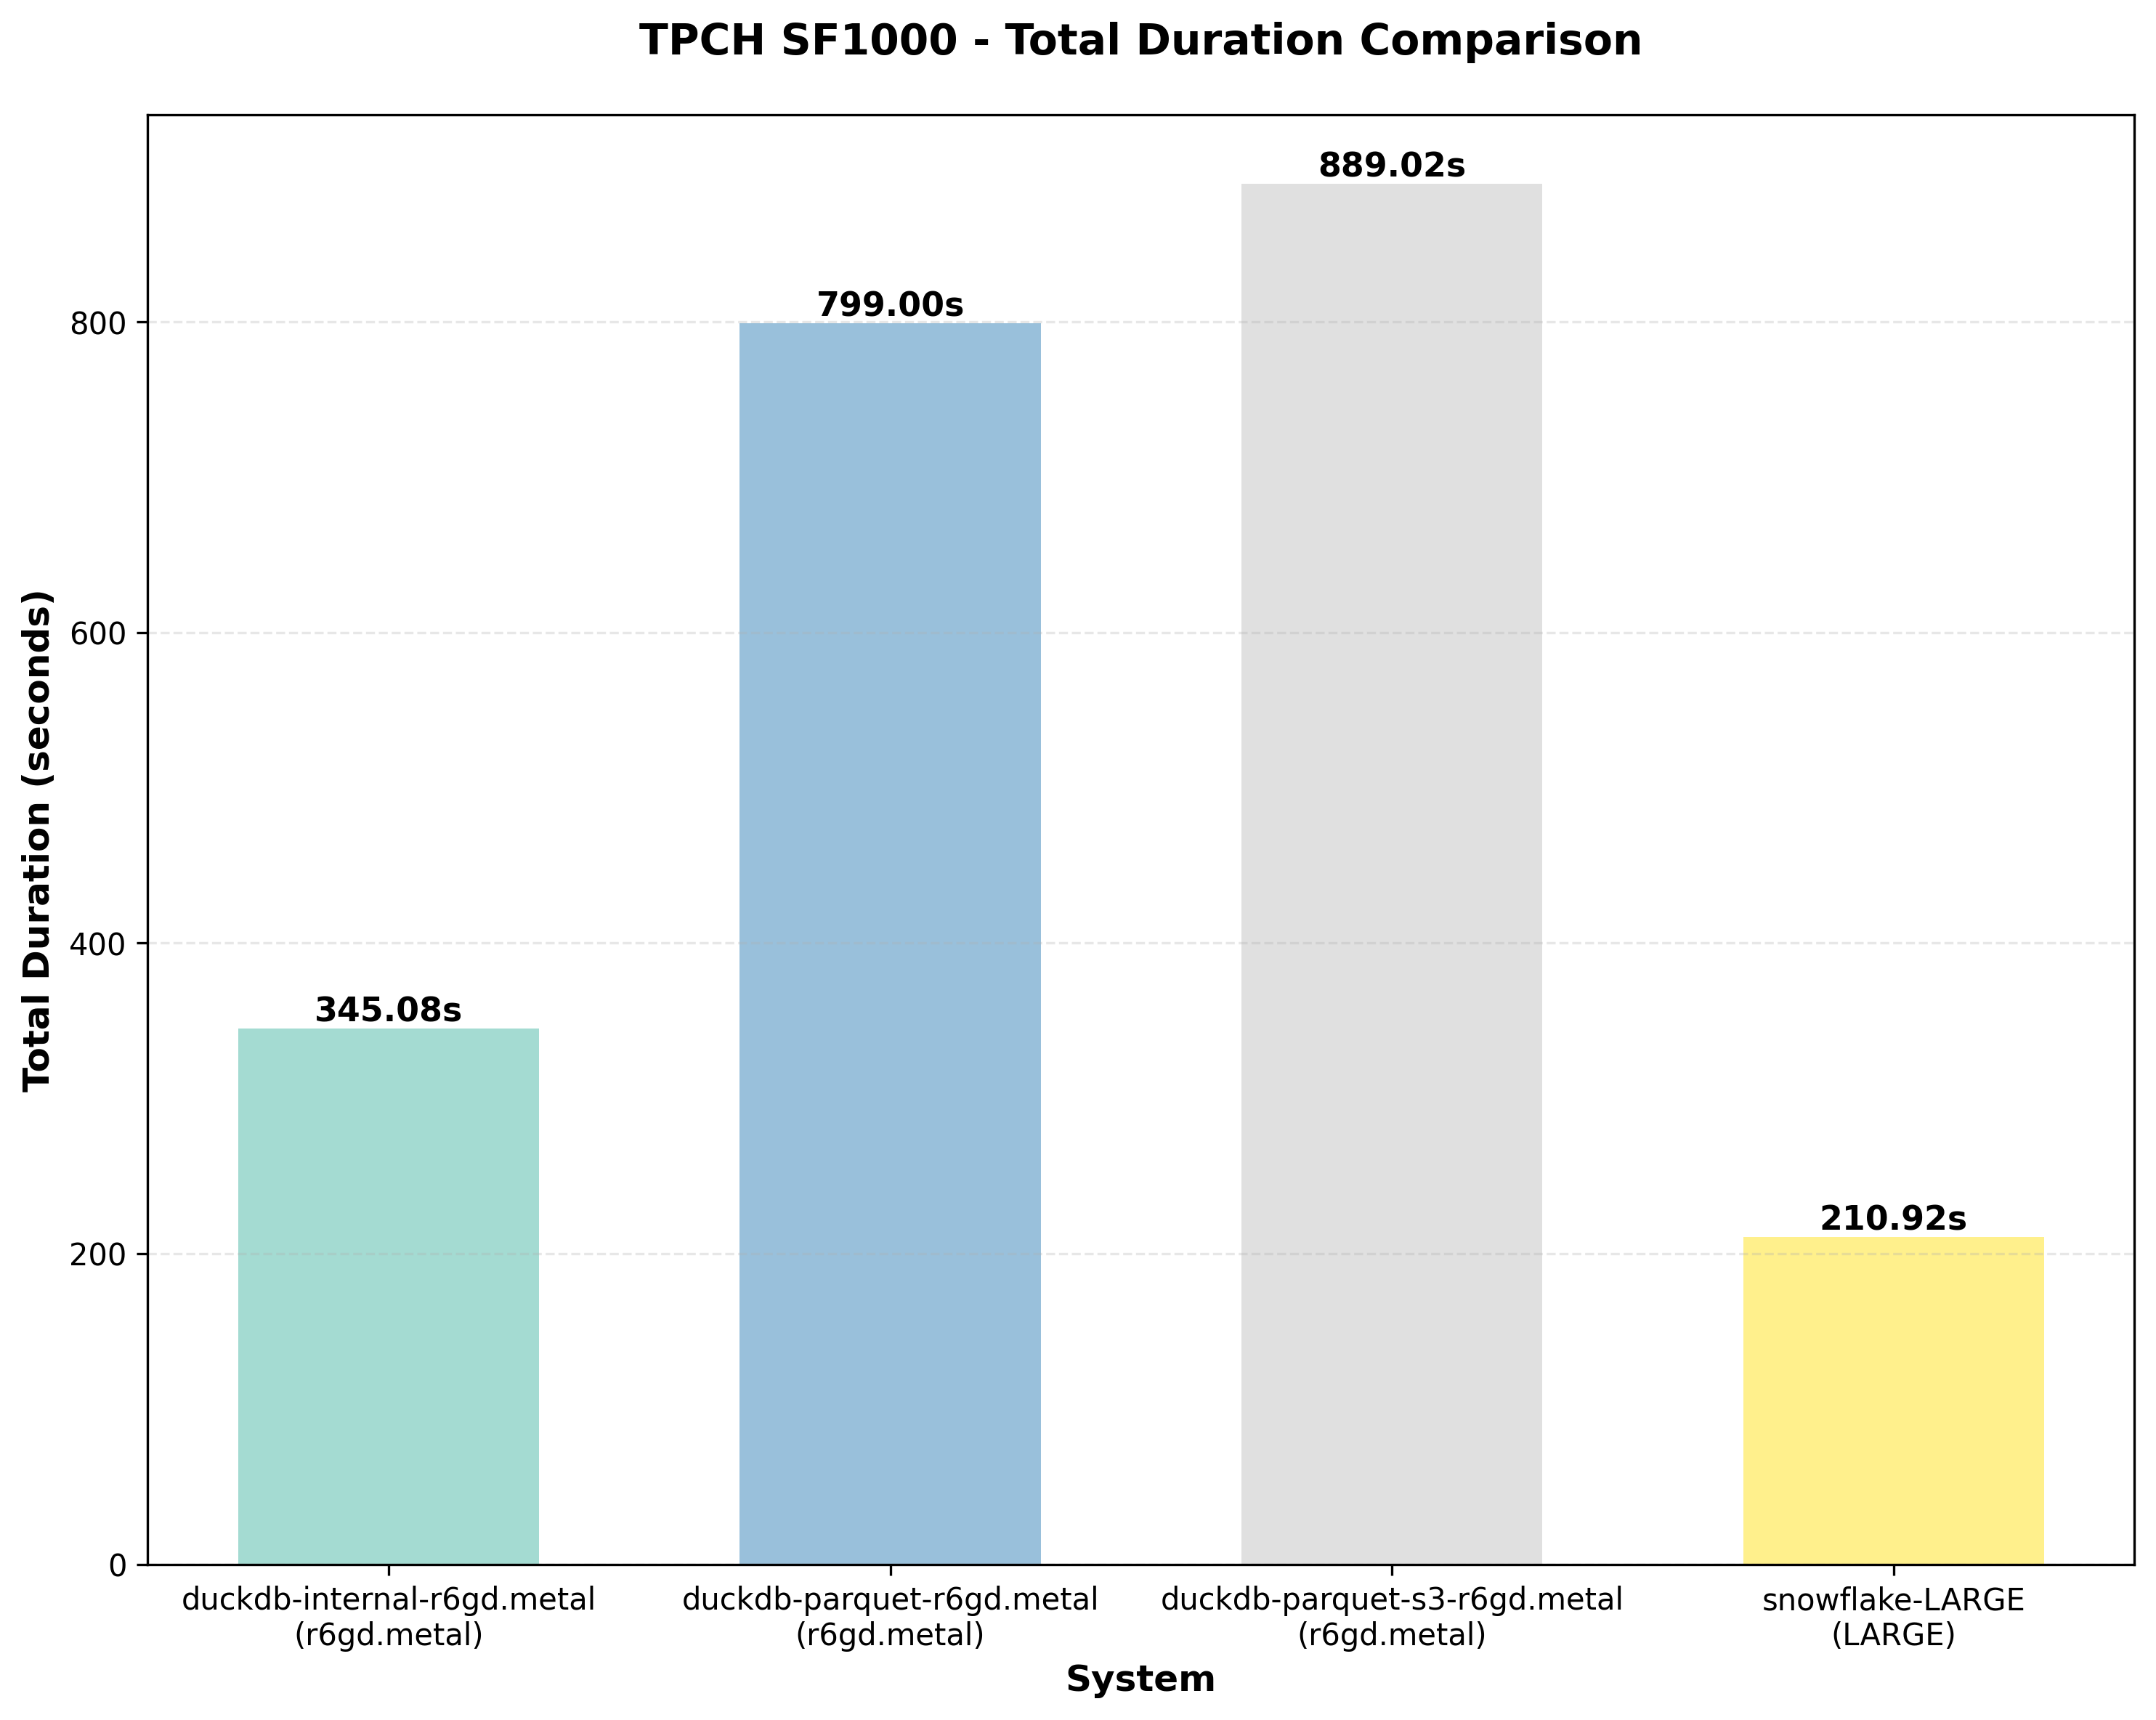 TPCH SF1000 - Total Duration Comparison
Total Duration (seconds)
800
600
400
200
0
345.08s
799.00s
889.02s
210.92s
duckdb-internal-r6gd.metal
(r6gd.metal)
duckdb-parquet-r6gd.metal
(r6gd.metal)
duckdb-parquet-s3-r6gd.metal
(r6gd.metal)
snowflake-LARGE
(LARGE)
System